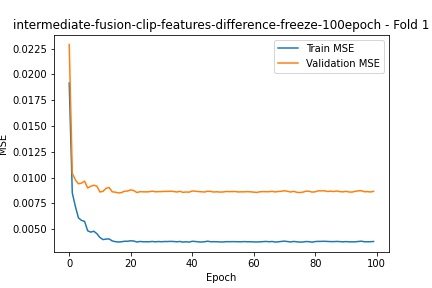 intermediate-fusion-clip-features-difference-freeze-100epoch - Fold 1
Train MSE
Validation MSE
0.0225
0.0200
0.0175
0.0150
0.0125
0.0100
0.0075
0.0050
MSE
0 20 40 60 80 100
Epoch